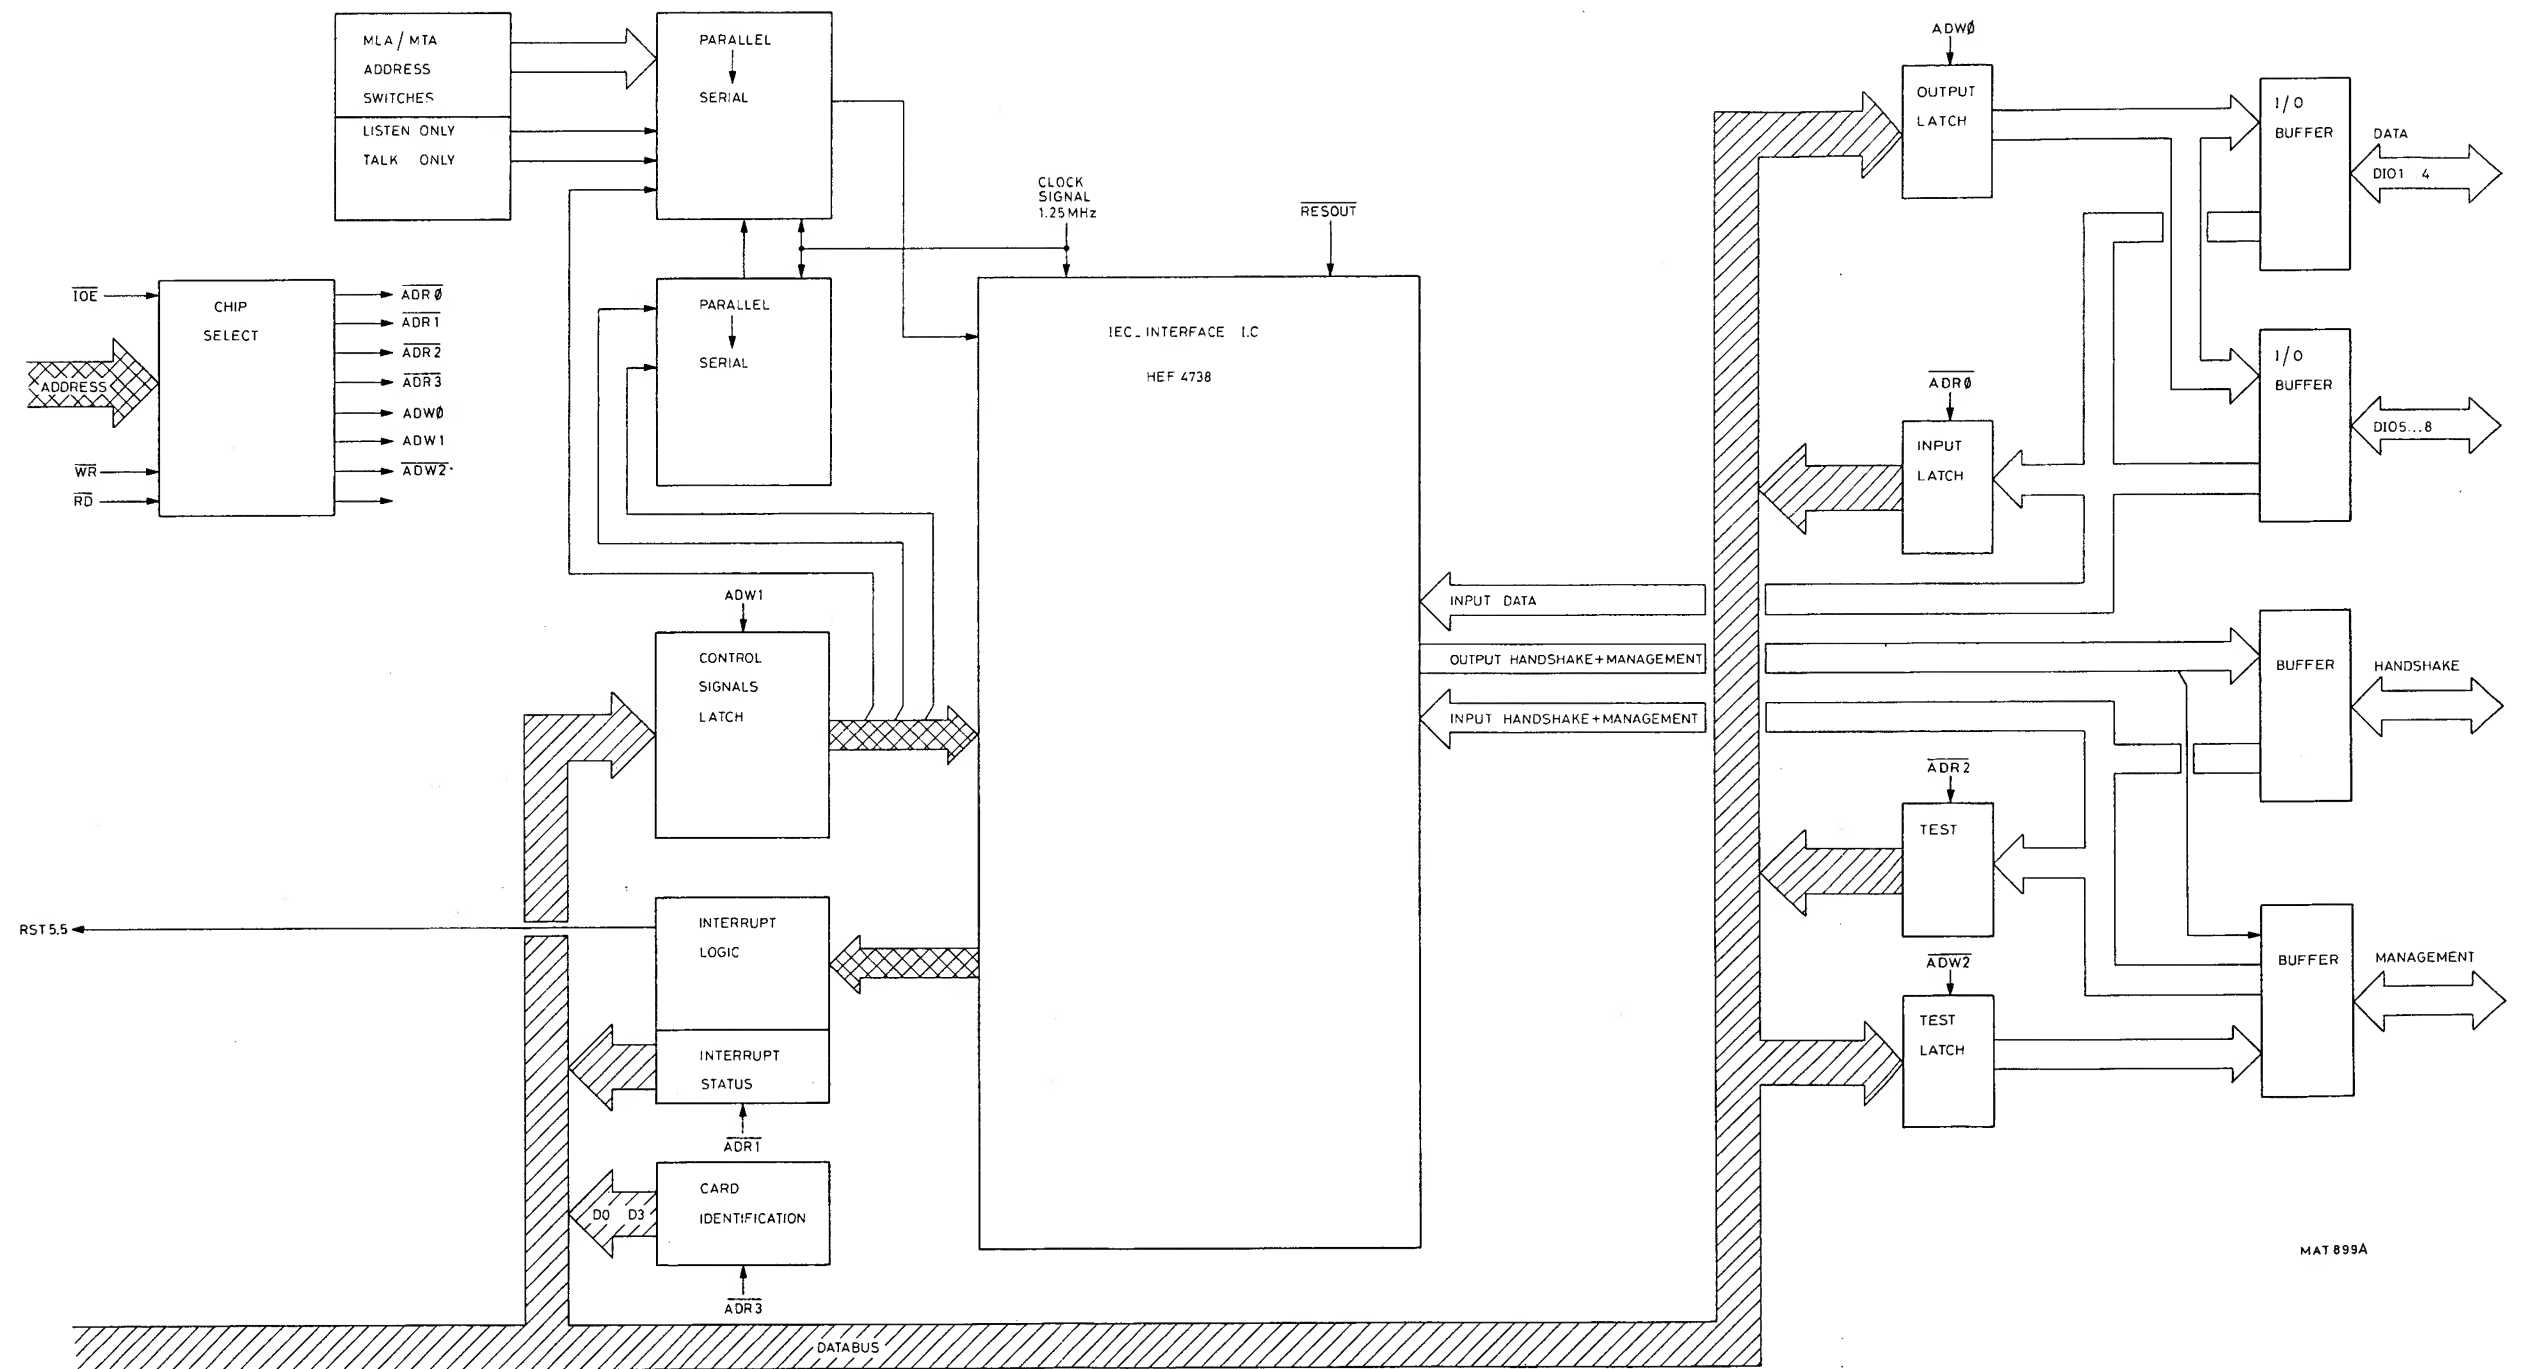 MLA/MTA
ADDRESS
SWITCHES
LISTEN ONLY
TALK ONLY
PARALLEL
SERIAL
CLOCK
SIGNAL
1.25MHz
RESOUT
ADWØ
OUTPUT
LATCH
I/O
BUFFER
DATA
DIO1 4
IOE
ADDRESS
WR
RD
CHIP
SELECT
ADRØ
ADR1
ADR2
ADR3
ADWØ
ADW1
ADW2
PARALLEL
SERIAL
IEC_INTERFACE I.C
HEF 4738
ADRØ
INPUT
LATCH
I/O
BUFFER
DIO5...8
ADW1
CONTROL
SIGNALS
LATCH
INPUT DATA
OUTPUT HANDSHAKE+MANAGEMENT
INPUT HANDSHAKE+MANAGEMENT
BUFFER
HANDSHAKE
ADR2
TEST
RST5,5
INTERRUPT
LOGIC
INTERRUPT
STATUS
ADR1
ADW2
TEST
LATCH
BUFFER
MANAGEMENT
CARD
IDENTIFICATION
D0 D3
ADR3
MAT 899A
DATABUS